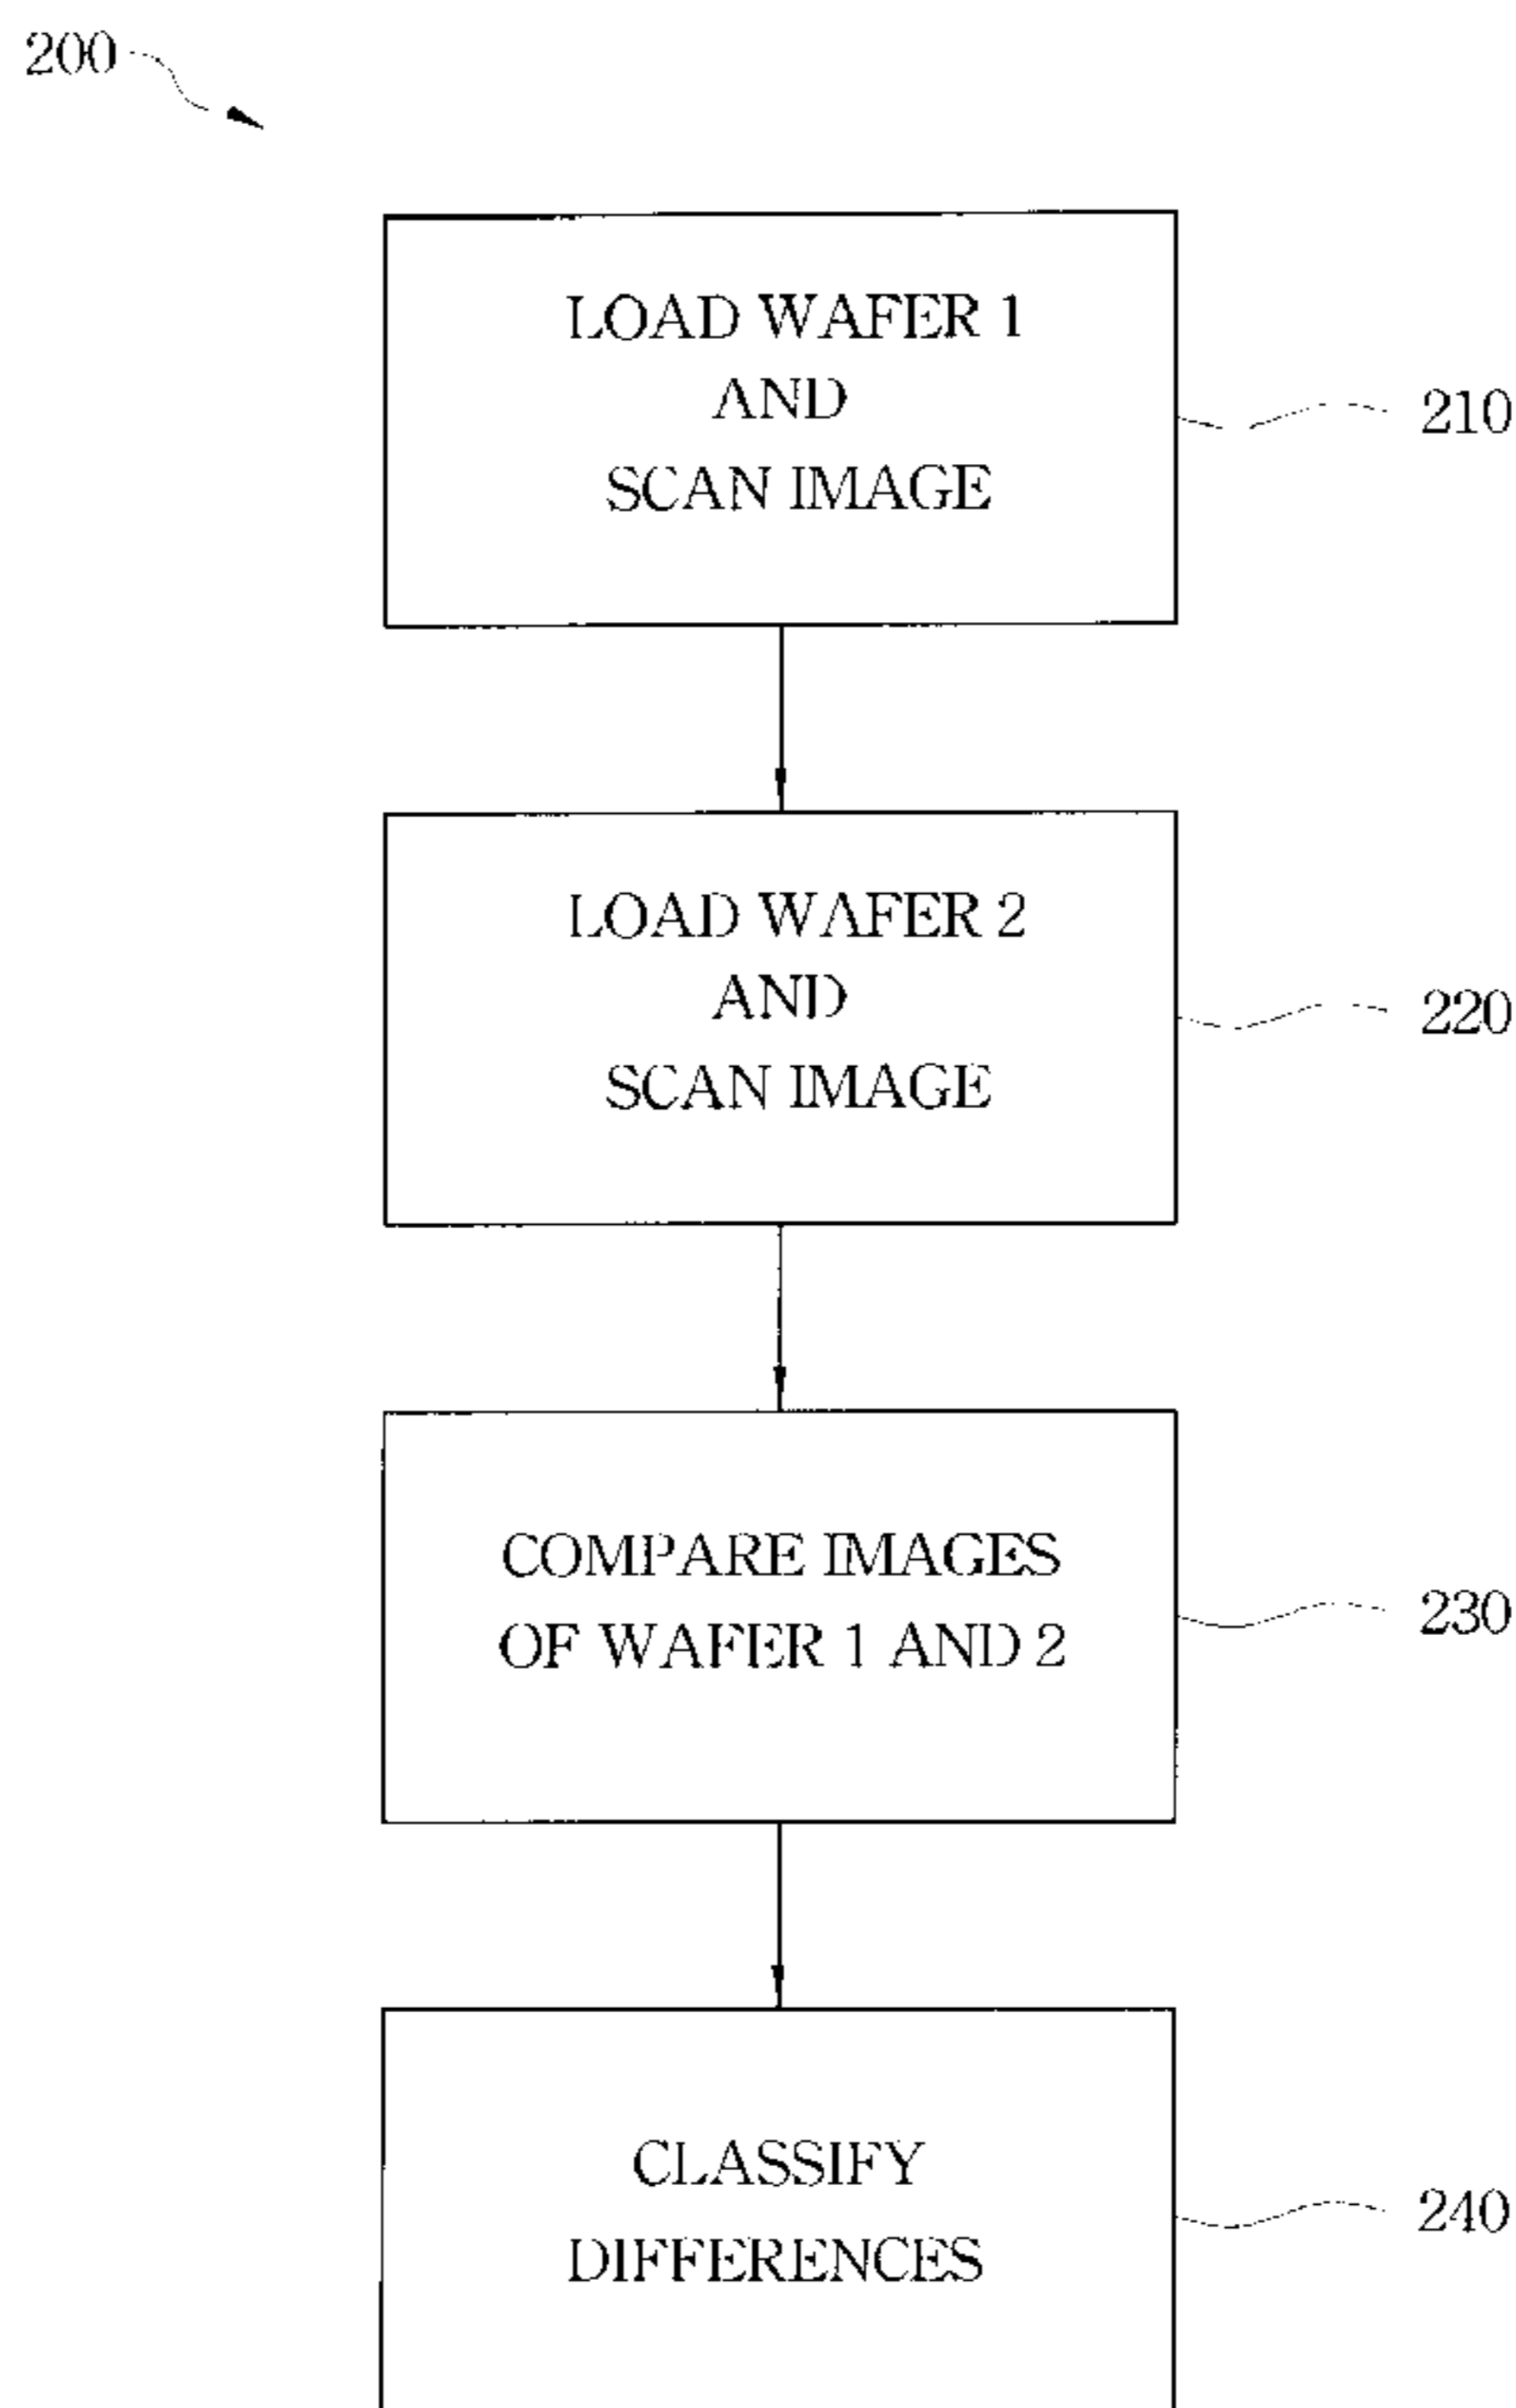 200
LOAD WAFER 1
AND
SCAN IMAGE
210
LOAD WAFER 2
AND
SCAN IMAGE
220
COMPARE IMAGES
OF WAFER 1 AND 2
230
CLASSIFY
DIFFERENCES
240